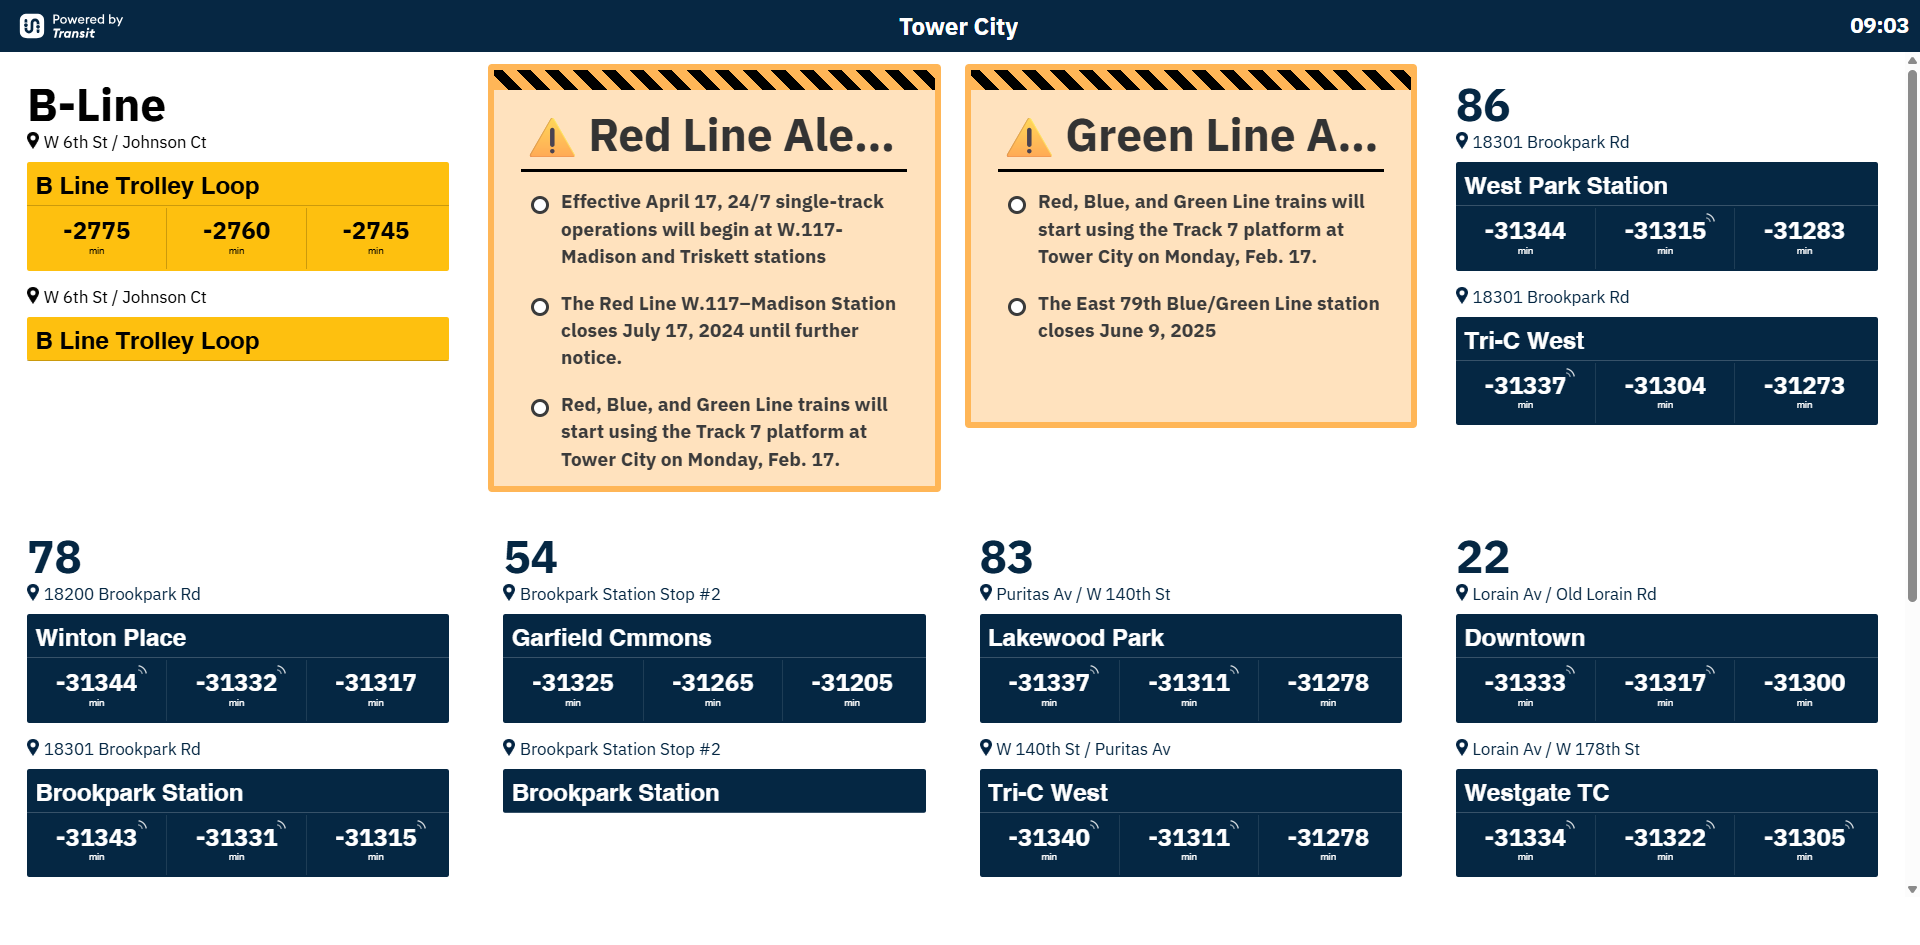 Powered by
Transit
Tower City
09:03
B-Line
W 6th St / Johnson Ct
B Line Trolley Loop
-2775 -2760 -2745
min min min
W 6th St / Johnson Ct
B Line Trolley Loop
Red Line Ale...
Effective April 17, 24/7 single-track
operations will begin at W.117-
Madison and Triskett stations
The Red Line W.117–Madison Station
closes July 17, 2024 until further
notice.
Red, Blue, and Green Line trains will
start using the Track 7 platform at
Tower City on Monday, Feb. 17.
Green Line A...
Red, Blue, and Green Line trains will
start using the Track 7 platform at
Tower City on Monday, Feb. 17.
The East 79th Blue/Green Line station
closes June 9, 2025
86
18301 Brookpark Rd
West Park Station
-31344 -31315 -31283
min min min
18301 Brookpark Rd
Tri-C West
-31337 -31304 -31273
min min min
78
18200 Brookpark Rd
Winton Place
-31344 -31332 -31317
min min min
18301 Brookpark Rd
Brookpark Station
-31343 -31331 -31315
min min min
54
Brookpark Station Stop #2
Garfield Cmmons
-31325 -31265 -31205
min min min
Brookpark Station Stop #2
Brookpark Station
83
Puritas Av / W 140th St
Lakewood Park
-31337 -31311 -31278
min min min
W 140th St / Puritas Av
Tri-C West
-31340 -31311 -31278
min min min
22
Lorain Av / Old Lorain Rd
Downtown
-31333 -31317 -31300
min min min
Lorain Av / W 178th St
Westgate TC
-31334 -31322 -31305
min min min